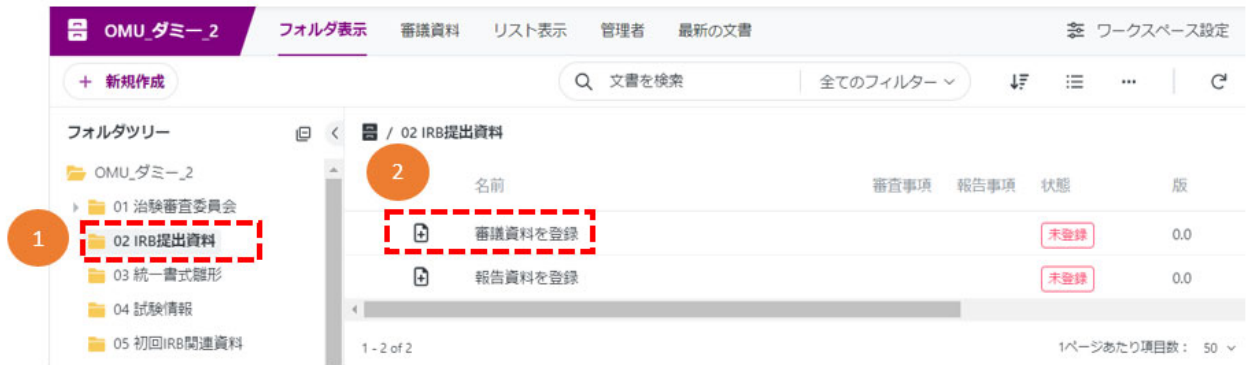 OMU_ダミー_2 フォルダ表示 審議資料 リスト表示 管理者 最新の文書 ワークスペース設定
+ 新規作成 文書を検索 全てのフィルター ...
フォルダツリー / 02 IRB提出資料
OMU_ダミー_2
2
名前 審査事項 報告事項 状態 版
01 治験審査委員会
1
02 IRB提出資料
審議資料を登録 未登録 0.0
03 統一書式雛形
報告資料を登録 未登録 0.0
04 試験情報
05 初回IRB関連資料
1 - 2 of 2 1ページあたり項目数： 50